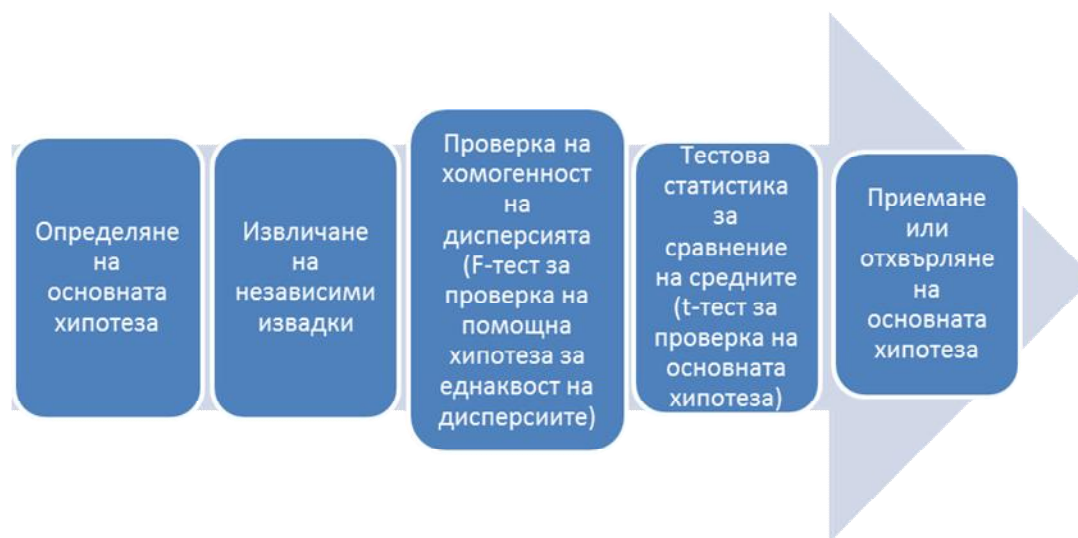 Определяне
на
основната
хипотеза
Извличане
на
независими
извадки
Проверка на
хомогенност
на
дисперсията
(F-тест за
проверка на
помощна
хипотеза за
еднаквост на
дисперсиите)
Тестова
статистика
за
сравнение
на средните
(t-тест за
проверка на
основната
хипотеза)
Приемане
или
отхвърляне
на
основната
хипотеза